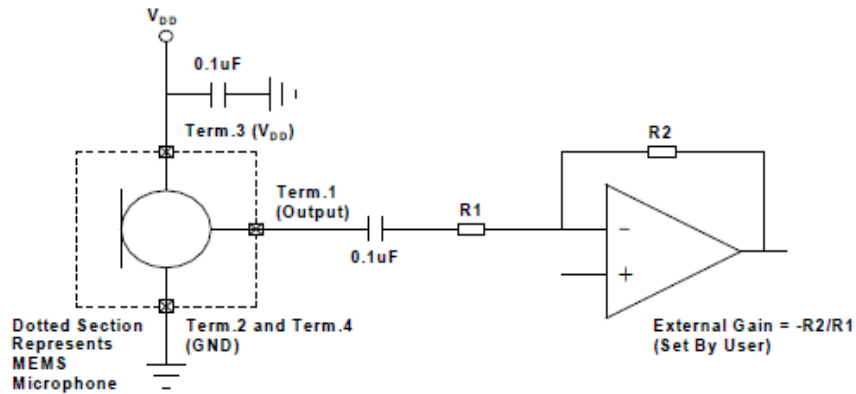 VDD
0.1uF
Term.3 (VDD)
R2
Term.1
(Output)
R1
0.1uF
-
+
Dotted Section
Represents
MEMS
Microphone
Term.2 and Term.4
(GND)
External Gain = -R2/R1
(Set By User)